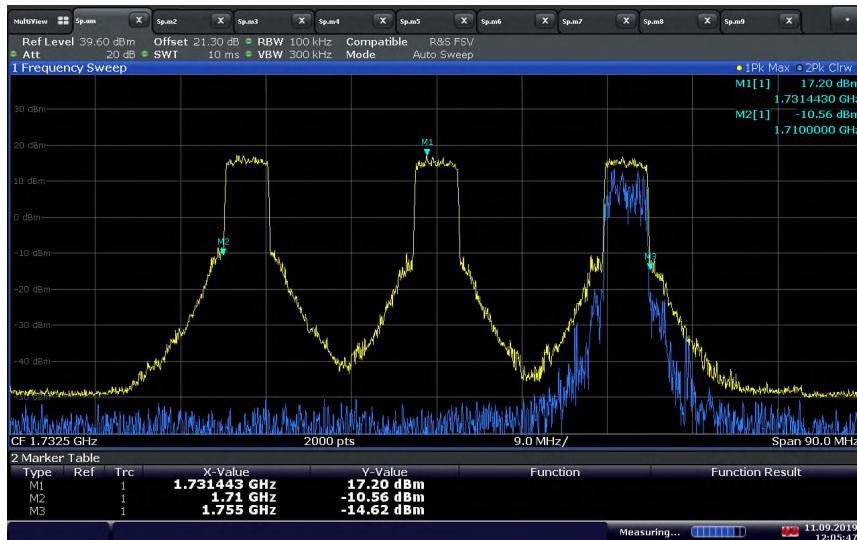 MultiView Sp.um X Sp.m2 X Sp.m3 X Sp.m4 X Sp.m5 X Sp.m6 X Sp.m7 X Sp.m8 X Sp.m9 X
Ref Level 39.60 dBm Offset 21.30 dB RBW 100 kHz Compatible R&S FSV
Att 20 dB SWT 10 ms VBW 300 kHz Mode Auto Sweep
1 Frequency Sweep 1Pk Max 2Pk Clrw
M1[1] 17.20 dBm
1.7314430 GHz
M2[1] -10.56 dBm
1.7100000 GHz
30 dBm
20 dBm
M1
10 dBm
0 dBm
M2
-10 dBm
M3
-20 dBm
-30 dBm
-40 dBm
-50 dBm
CF 1.7325 GHz 2000 pts 9.0 MHz/ Span 90.0 MHz
2 Marker Table
Type Ref Trc X-Value Y-Value Function Function Result
M1 1 1.731443 GHz 17.20 dBm
M2 1 1.71 GHz -10.56 dBm
M3 1 1.755 GHz -14.62 dBm
Measuring... 11.09.2019
12:05:47